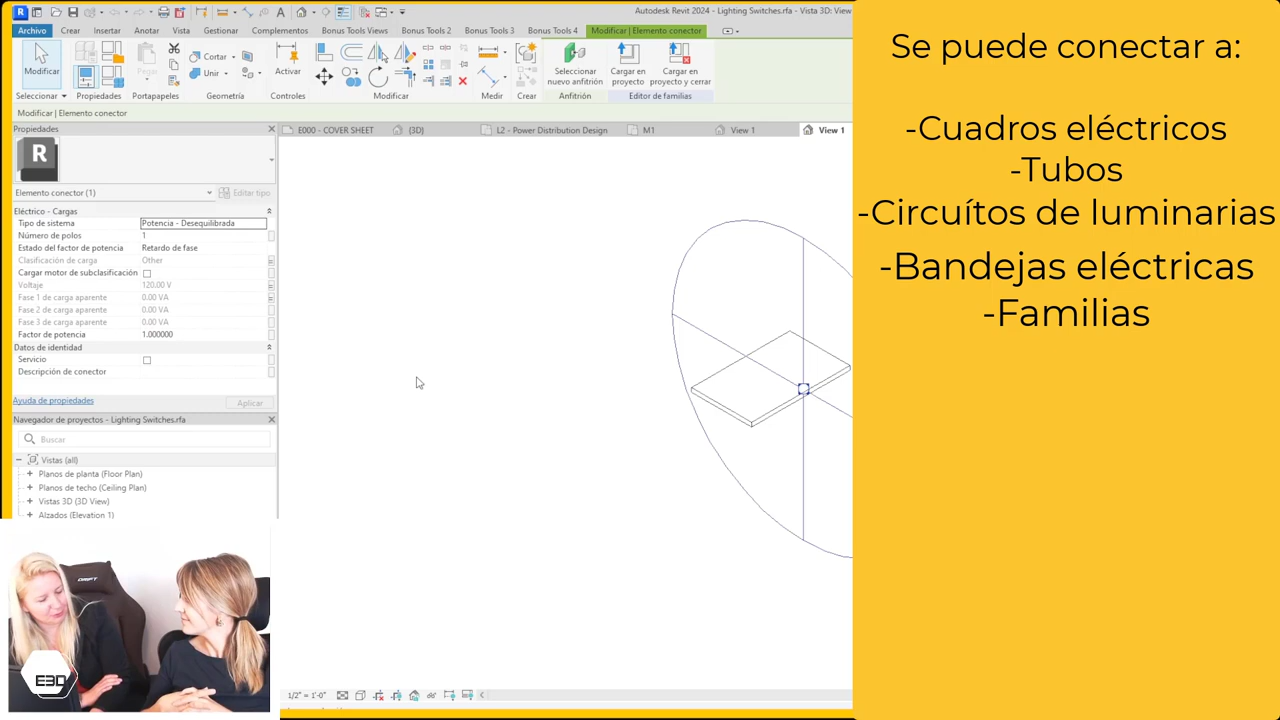 Autodesk Revit 2024 - Lighting Switches.rfa - Vista 3D: View
Archivo Crear Insertar Anotar Vista Gestionar Complementos Bonus Tools Views Bonus Tools 2 Bonus Tools 3 Bonus Tools 4 Modificar | Elemento conector
Modificar
Pegar
Cortar
Unir
Activar
Seleccionar nuevo anfitrión
Cargar en proyecto
Cargar en proyecto y cerrar
Seleccionar Propiedades Portapapeles Geometría Controles Modificar Medir Crear Anfitrión Editor de familias
Modificar | Elemento conector
Propiedades
E000 - COVER SHEET {3D} L2 - Power Distribution Design M1 View 1 View 1
R
Elemento conector (1) Editar tipo
Eléctrico - Cargas
Tipo de sistema Potencia - Desequilibrada
Número de polos 1
Estado del factor de potencia Retardo de fase
Clasificación de carga Other
Cargar motor de subclasificación
Voltaje 120.00 V
Fase 1 de carga aparente 0.00 VA
Fase 2 de carga aparente 0.00 VA
Fase 3 de carga aparente 0.00 VA
Factor de potencia 1.000000
Datos de identidad
Servicio
Descripción de conector
Ayuda de propiedades Aplicar
Navegador de proyectos - Lighting Switches.rfa
Buscar
Vistas (all)
Planos de planta (Floor Plan)
Planos de techo (Ceiling Plan)
Vistas 3D (3D View)
Alzados (Elevation 1)
1/2" = 1'-0"
DRIFT
E3D
Se puede conectar a:
-Cuadros eléctricos
-Tubos
-Circuítos de luminarias
-Bandejas eléctricas
-Familias